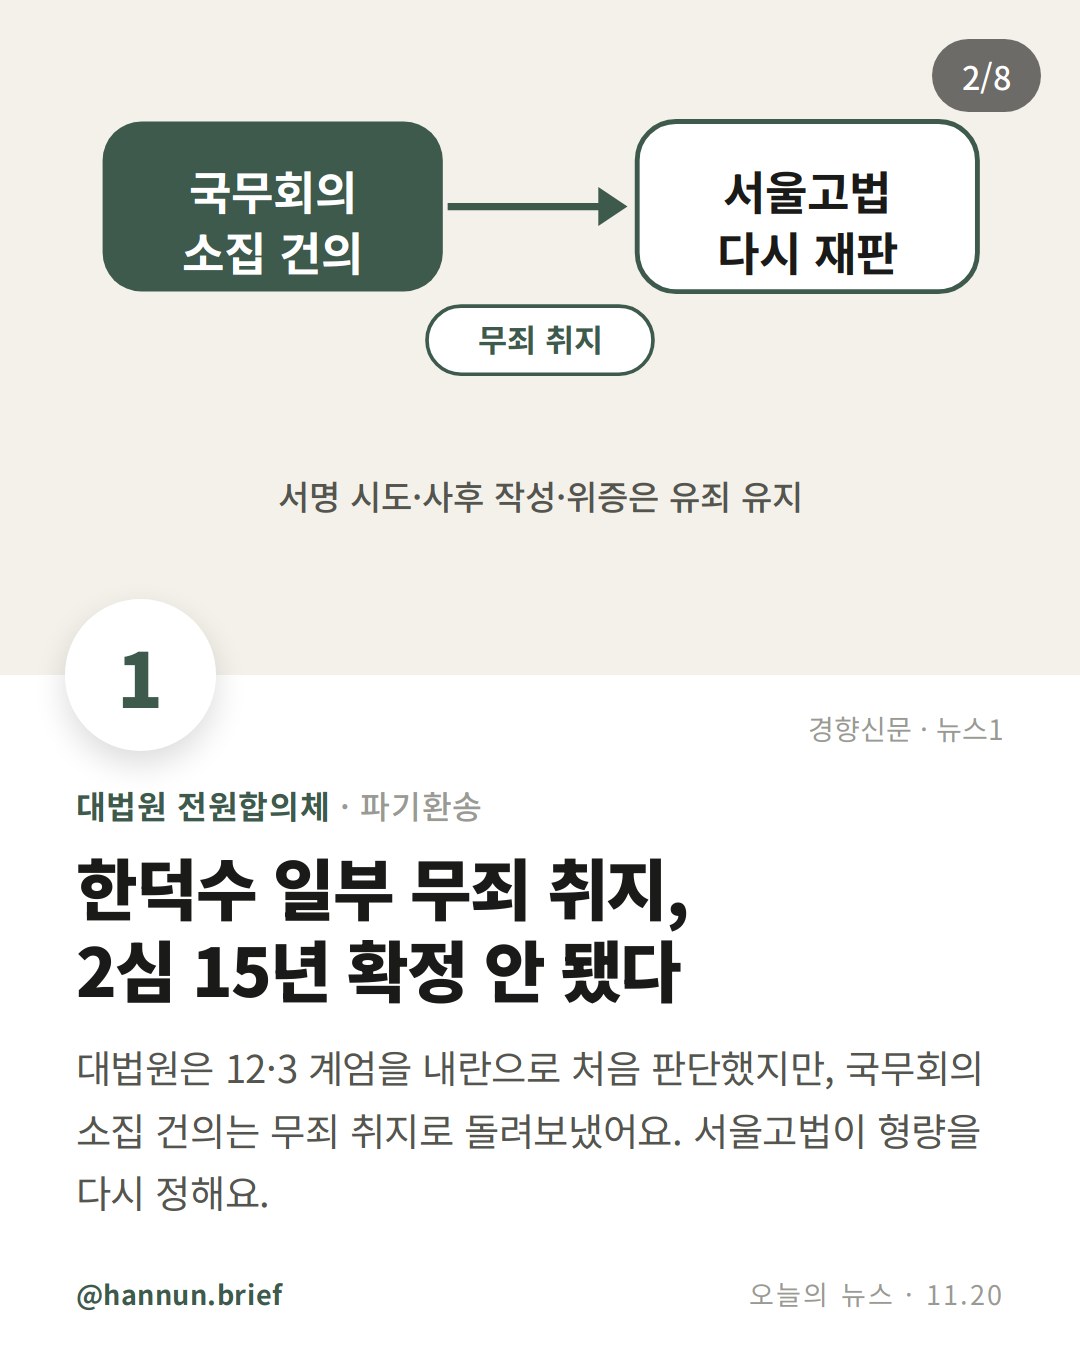 2/8
국무회의
소집 건의
서울고법
다시 재판
무죄 취지
서명 시도·사후 작성·위증은 유죄 유지
1
경향신문 · 뉴스1
대법원 전원합의체 · 파기환송
한덕수 일부 무죄 취지,
2심 15년 확정 안 됐다
대법원은 12·3 계엄을 내란으로 처음 판단했지만, 국무회의
소집 건의는 무죄 취지로 돌려보냈어요. 서울고법이 형량을
다시 정해요.
@hannun.brief
오늘의 뉴스 · 11.20